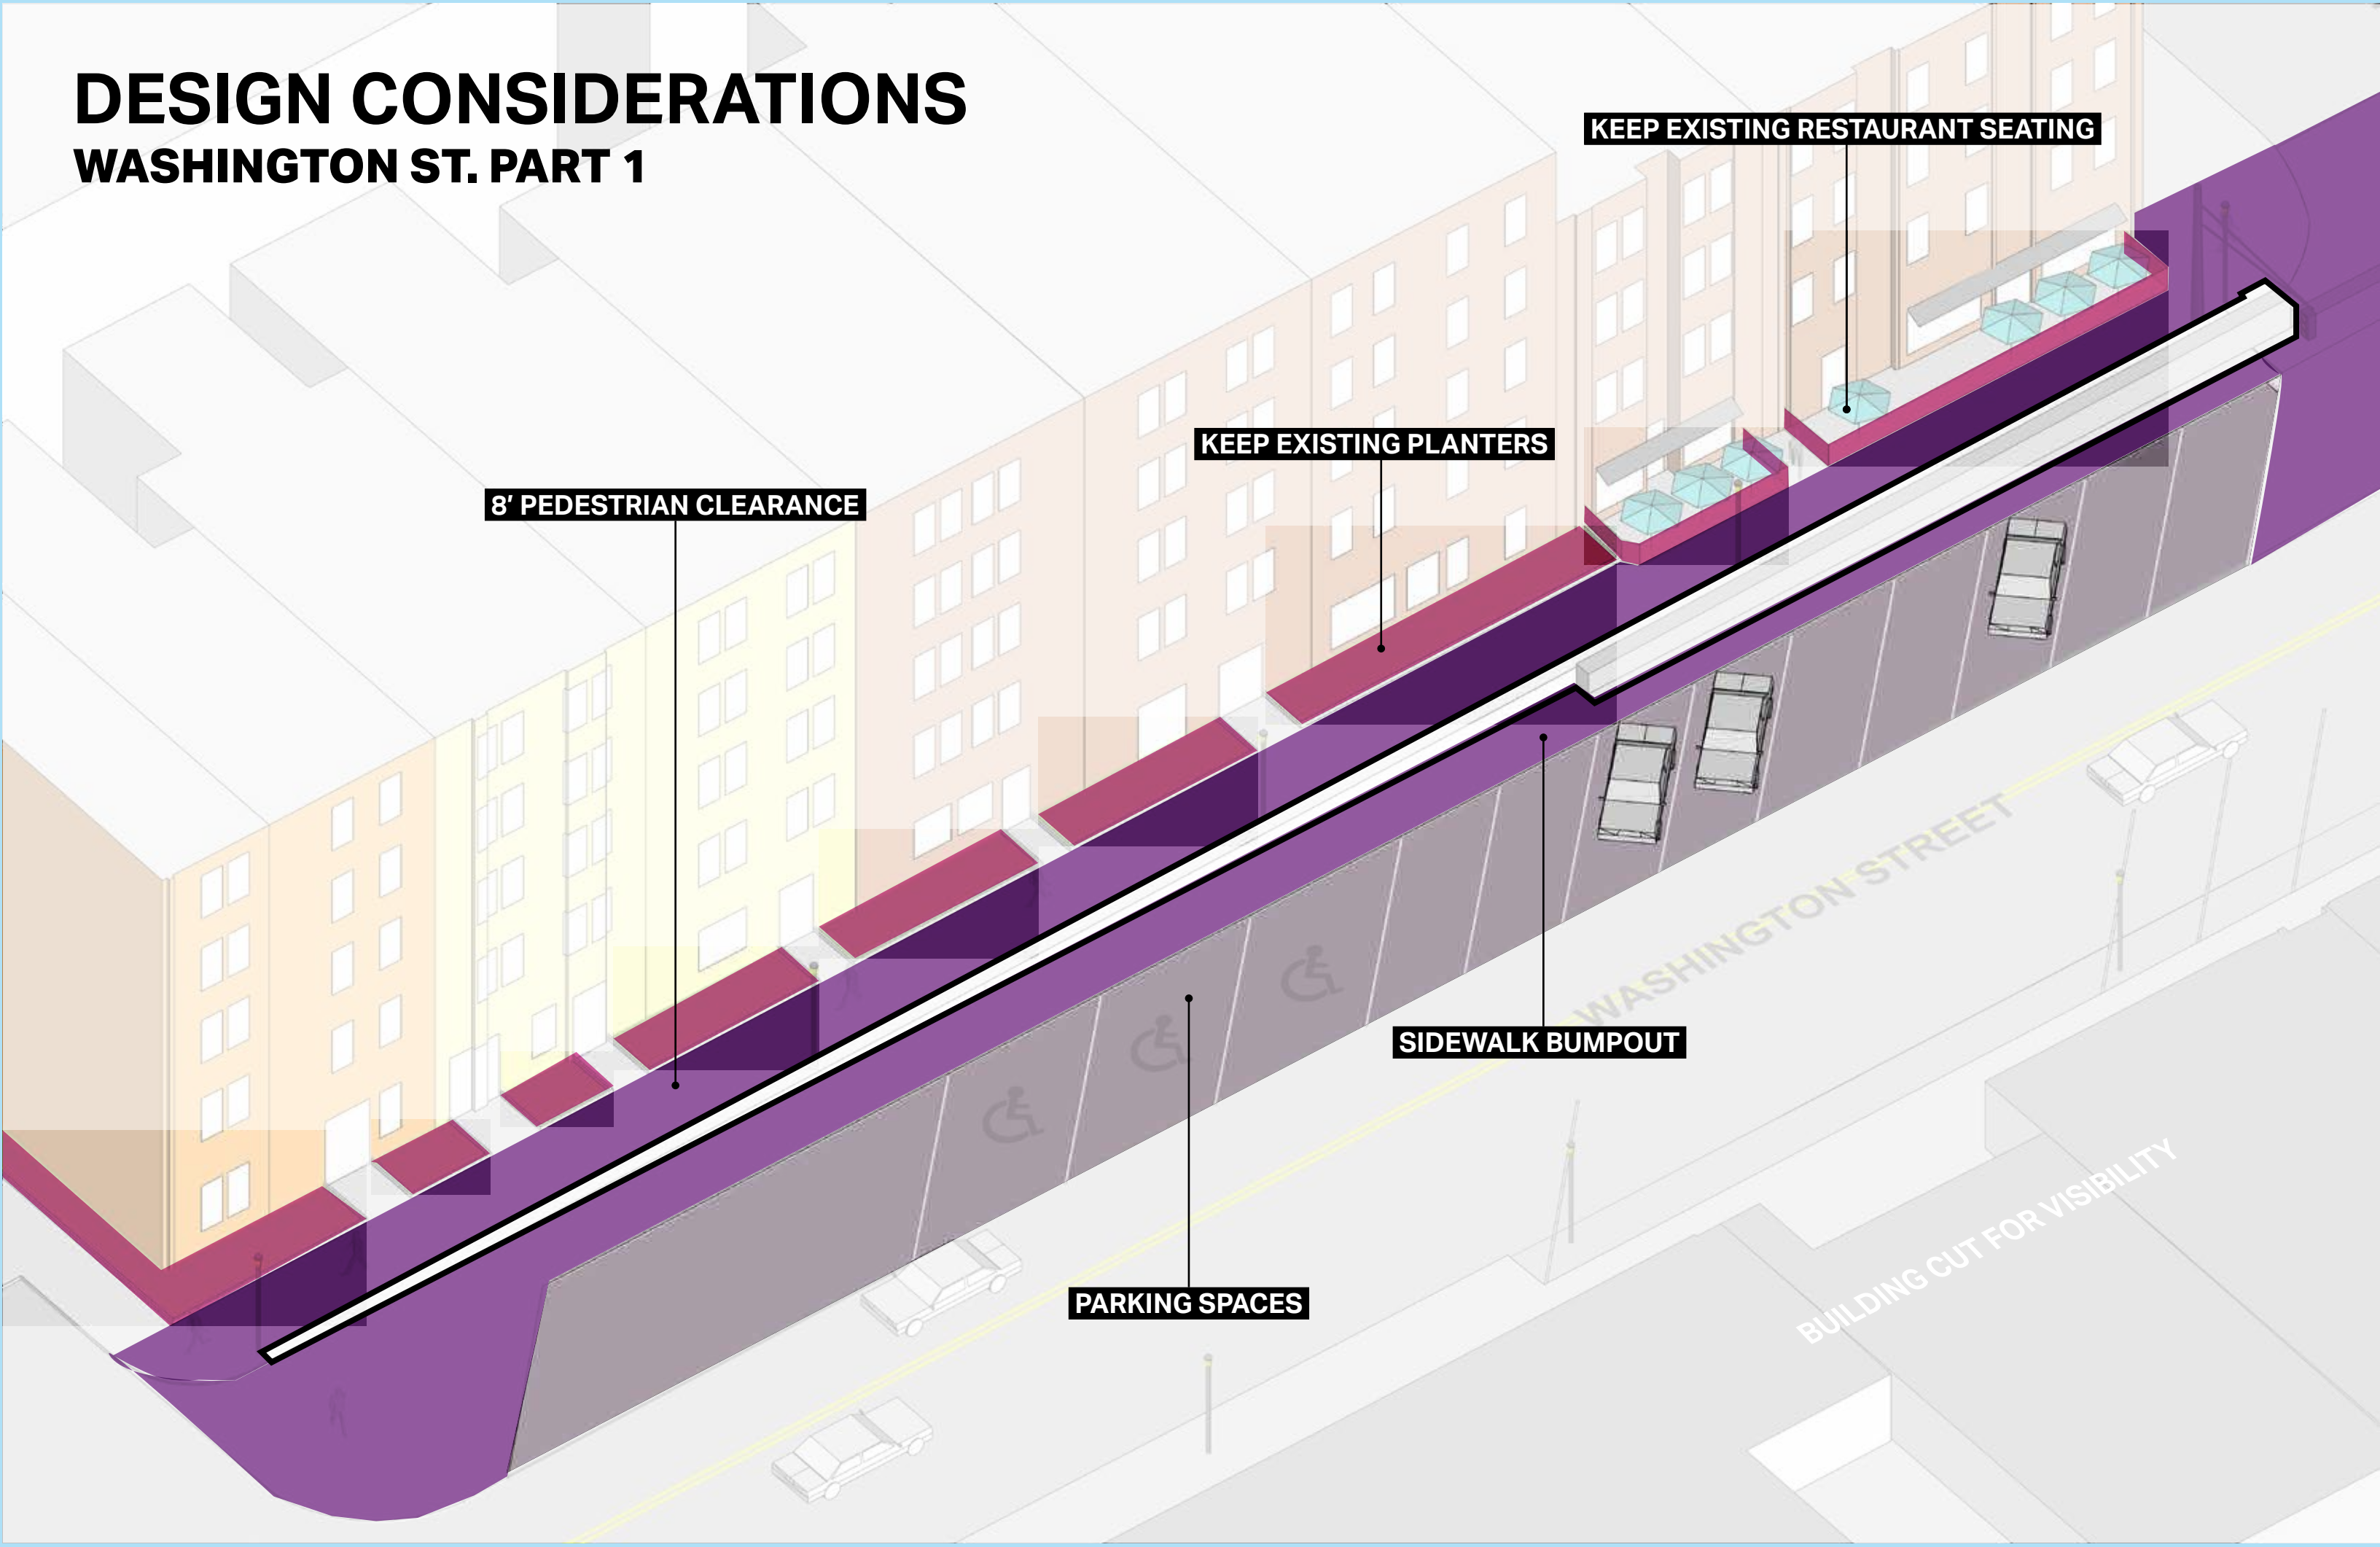 DESIGN CONSIDERATIONS
WASHINGTON ST. PART 1
KEEP EXISTING RESTAURANT SEATING
KEEP EXISTING PLANTERS
8’ PEDESTRIAN CLEARANCE
WASHINGTON STREET
SIDEWALK BUMPOUT
BUILDING CUT FOR VISIBILITY
PARKING SPACES